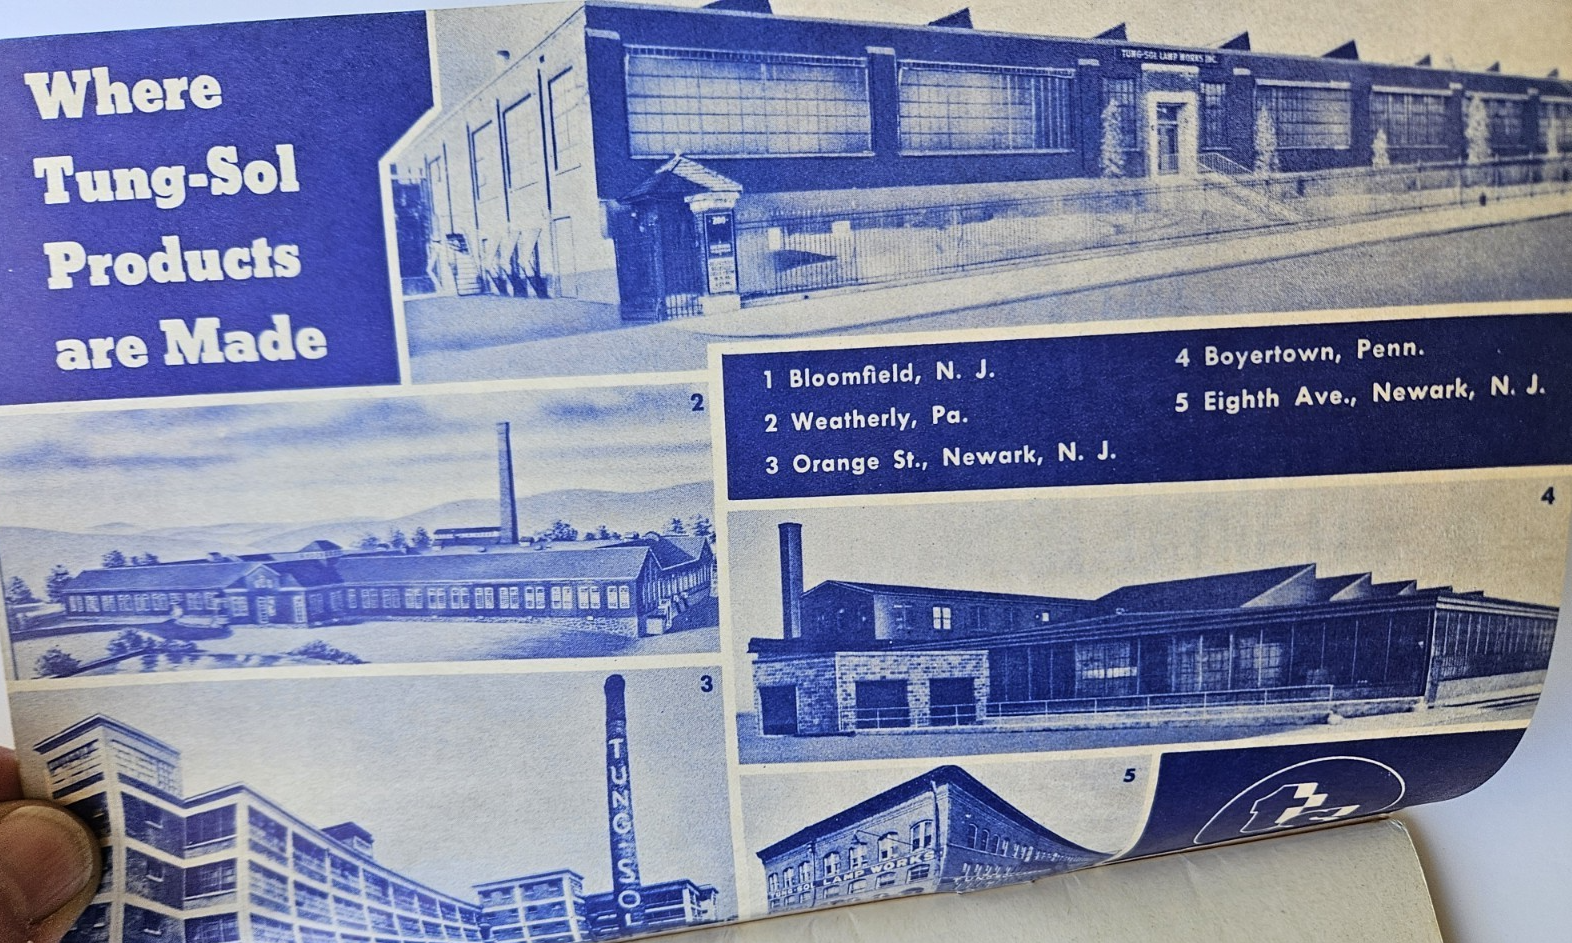 Where
Tung-Sol
Products
are Made
TUNG-SOL LAMP WORKS INC.
1 Bloomfield, N. J.
2 Weatherly, Pa.
3 Orange St., Newark, N. J.
4 Boyertown, Penn.
5 Eighth Ave., Newark, N. J.
2
4
3
TUNG-SOL
5
TUNG-SOL LAMP WORKS